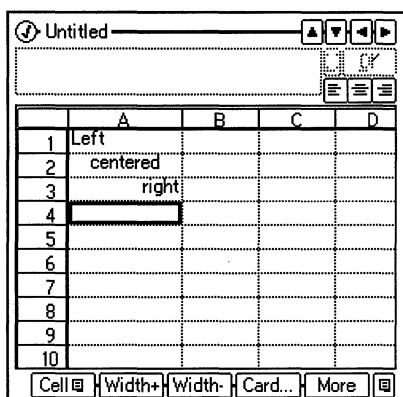 Untitled
OK
A B C D
1 Left
2 centered
3 right
4
5
6
7
8
9
10
Cell Width+ Width- Card... More